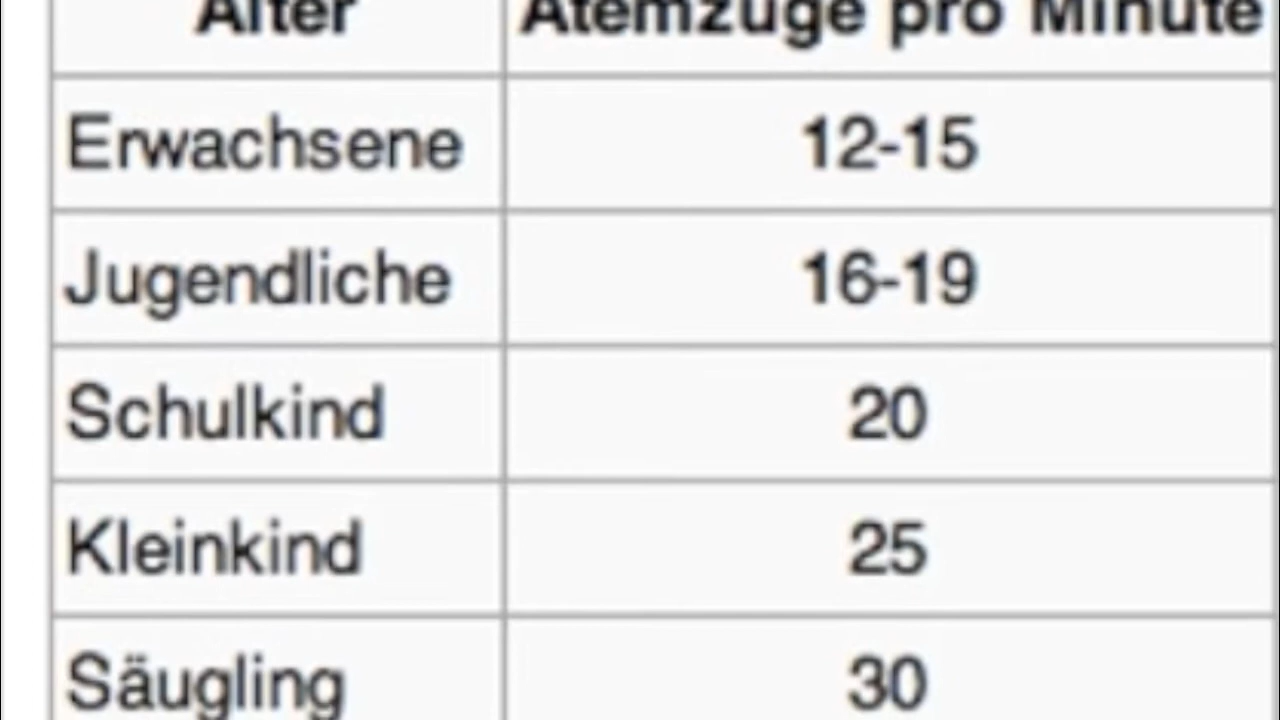 Alter Atemzüge pro Minute
Erwachsene 12-15
Jugendliche 16-19
Schulkind 20
Kleinkind 25
Säugling 30